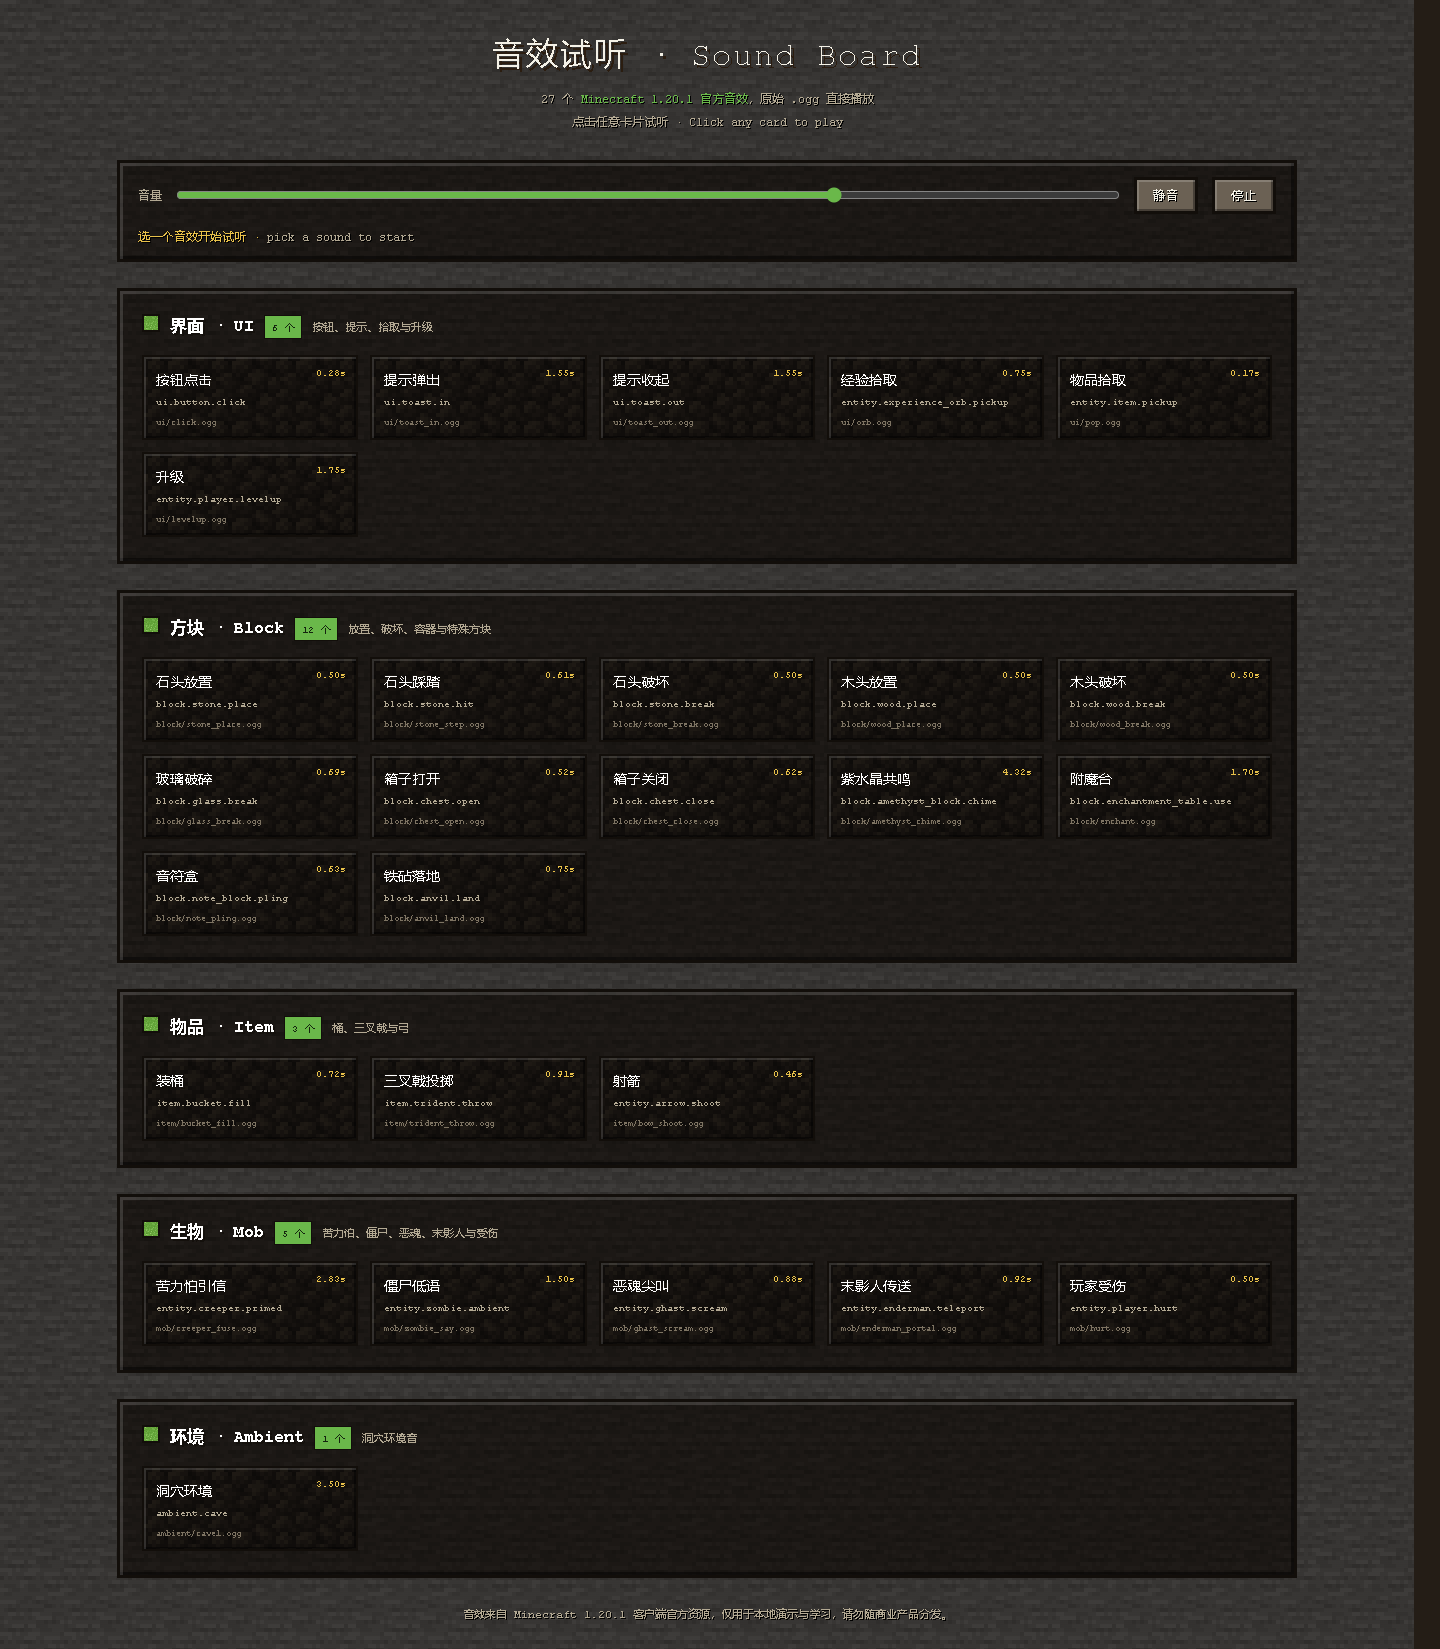 音效试听 · Sound Board
27 个 Minecraft 1.20.1 官方音效，原始 .ogg 直接播放
点击任意卡片试听 · Click any card to play
音量
静音
停止
选一个音效开始试听 · pick a sound to start
界面 · UI 6 个 按钮、提示、拾取与升级
按钮点击 0.28s
ui.button.click
ui/click.ogg
提示弹出 1.55s
ui.toast.in
ui/toast_in.ogg
提示收起 1.55s
ui.toast.out
ui/toast_out.ogg
经验拾取 0.75s
entity.experience_orb.pickup
ui/orb.ogg
物品拾取 0.17s
entity.item.pickup
ui/pop.ogg
升级 1.75s
entity.player.levelup
ui/levelup.ogg
方块 · Block 12 个 放置、破坏、容器与特殊方块
石头放置 0.50s
block.stone.place
block/stone_place.ogg
石头踩踏 0.61s
block.stone.hit
block/stone_step.ogg
石头破坏 0.50s
block.stone.break
block/stone_break.ogg
木头放置 0.50s
block.wood.place
block/wood_place.ogg
木头破坏 0.50s
block.wood.break
block/wood_break.ogg
玻璃破碎 0.69s
block.glass.break
block/glass_break.ogg
箱子打开 0.52s
block.chest.open
block/chest_open.ogg
箱子关闭 0.62s
block.chest.close
block/chest_close.ogg
紫水晶共鸣 4.32s
block.amethyst_block.chime
block/amethyst_chime.ogg
附魔台 1.70s
block.enchantment_table.use
block/enchant.ogg
音符盒 0.63s
block.note_block.pling
block/note_pling.ogg
铁砧落地 0.75s
block.anvil.land
block/anvil_land.ogg
物品 · Item 3 个 桶、三叉戟与弓
装桶 0.72s
item.bucket.fill
item/bucket_fill.ogg
三叉戟投掷 0.91s
item.trident.throw
item/trident_throw.ogg
射箭 0.46s
entity.arrow.shoot
item/bow_shoot.ogg
生物 · Mob 5 个 苦力怕、僵尸、恶魂、末影人与受伤
苦力怕引信 2.83s
entity.creeper.primed
mob/creeper_fuse.ogg
僵尸低语 1.50s
entity.zombie.ambient
mob/zombie_say.ogg
恶魂尖叫 0.88s
entity.ghast.scream
mob/ghast_scream.ogg
末影人传送 0.92s
entity.enderman.teleport
mob/enderman_portal.ogg
玩家受伤 0.50s
entity.player.hurt
mob/hurt.ogg
环境 · Ambient 1 个 洞穴环境音
洞穴环境 3.50s
ambient.cave
ambient/cave1.ogg
音效来自 Minecraft 1.20.1 客户端官方资源，仅用于本地演示与学习，请勿随商业产品分发。